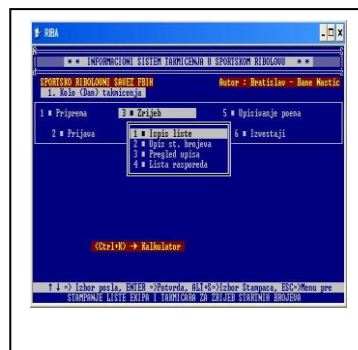 RIBA
* * INFORMACIONI SISTEM TAKMICENJA U SPORTSKOM RIBOLOVU * *
SPORTSKO RIBOLOVNI SAVEZ FBIH
Autor : Bratislav - Bane Nastic
1. Kolo (Dan) takmicenja
1 ■ Priprema
3 ■ Zrijeb
5 ■ Upisivanje poena
2 ■ Prijava
6 ■ Izvestaji
1 ■ Ispis liste
2 ■ Upis st. brojeva
3 ■ Pregled upisa
4 ■ Lista rasporeda
<Ctrl+K> → Kalkulator
↑ ↓ =) Izbor posla, ENTER =)Potvrda, ALT+S=)Izbor Stampaca, ESC=)Menu pre
STAMPANJE LISTE EKIPA I TAKMICARA ZA ZRIJEB STARTNIH BROJEVA